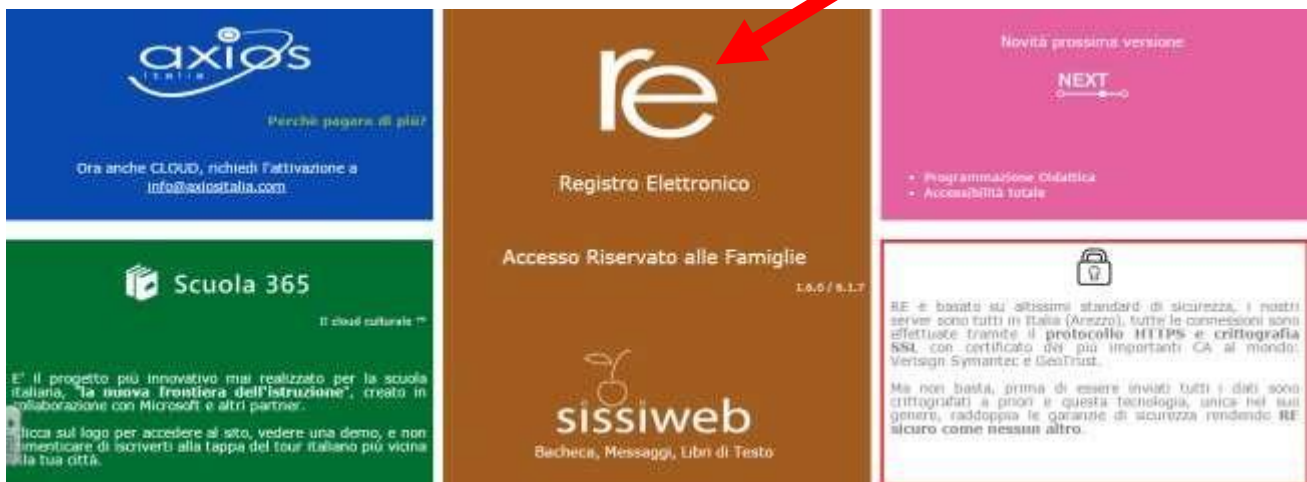 axios
italia
Perchè pagare di più?
Ora anche CLOUD, richiedi l'attivazione a
info@axiositalia.com
Scuola 365
Il cloud culturale ™
E' il progetto più innovativo mai realizzato per la scuola
italiana, "la nuova frontiera dell'istruzione", creato in
collaborazione con Microsoft e altri partner.
licca sul logo per accedere al sito, vedere una demo, e non
imenticare di iscriverti alla tappa del tour italiano più vicina
lla tua città.
re
Registro Elettronico
Accesso Riservato alle Famiglie
sissiweb
Bacheca, Messaggi, Libri di Testo
Novità prossima versione
NEXT
• Programmazione Didattica
• Accessibilità totale
RE è basato su altissimi standard di sicurezza, i nostri
server sono tutti in Italia (Arezzo), tutte le connessioni sono
effettuate tramite il protocollo HTTPS e crittografia
SSL, con certificato dei più importanti CA al mondo:
Verisign Symantec e GeoTrust.
Ma non basta, prima di essere inviati tutti i dati sono
crittografati a priori e questa tecnologia, unica nel suo
genere, raddoppia le garanzie di sicurezza rendendo RE
sicuro come nessun altro.